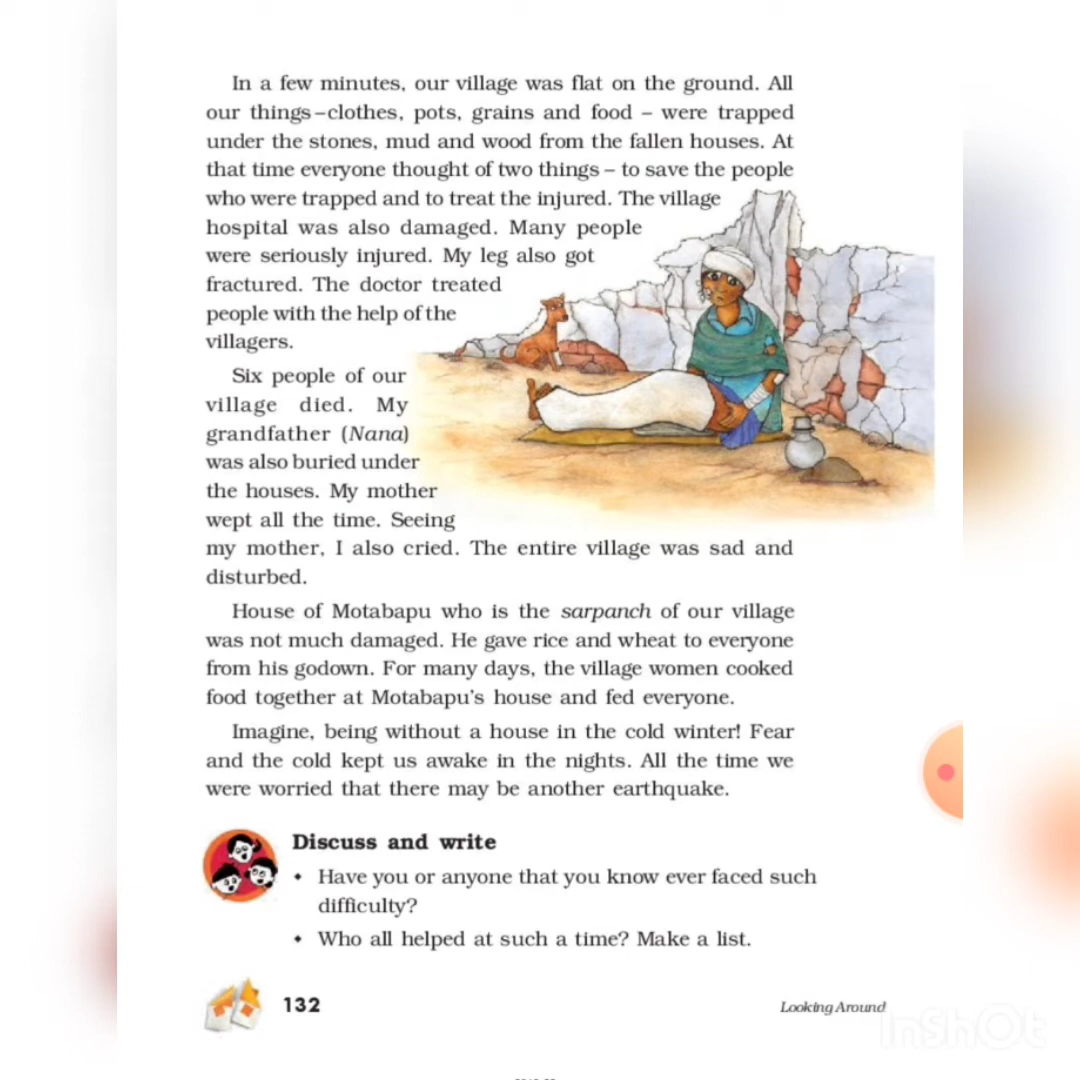 In a few minutes, our village was flat on the ground. All
our things–clothes, pots, grains and food – were trapped
under the stones, mud and wood from the fallen houses. At
that time everyone thought of two things – to save the people
who were trapped and to treat the injured. The village
hospital was also damaged. Many people
were seriously injured. My leg also got
fractured. The doctor treated
people with the help of the
villagers.
Six people of our
village died. My
grandfather (Nana)
was also buried under
the houses. My mother
wept all the time. Seeing
my mother, I also cried. The entire village was sad and
disturbed.
House of Motabapu who is the sarpanch of our village
was not much damaged. He gave rice and wheat to everyone
from his godown. For many days, the village women cooked
food together at Motabapu's house and fed everyone.
Imagine, being without a house in the cold winter! Fear
and the cold kept us awake in the nights. All the time we
were worried that there may be another earthquake.
Discuss and write
• Have you or anyone that you know ever faced such
difficulty?
• Who all helped at such a time? Make a list.
132
Looking Around
InShOt